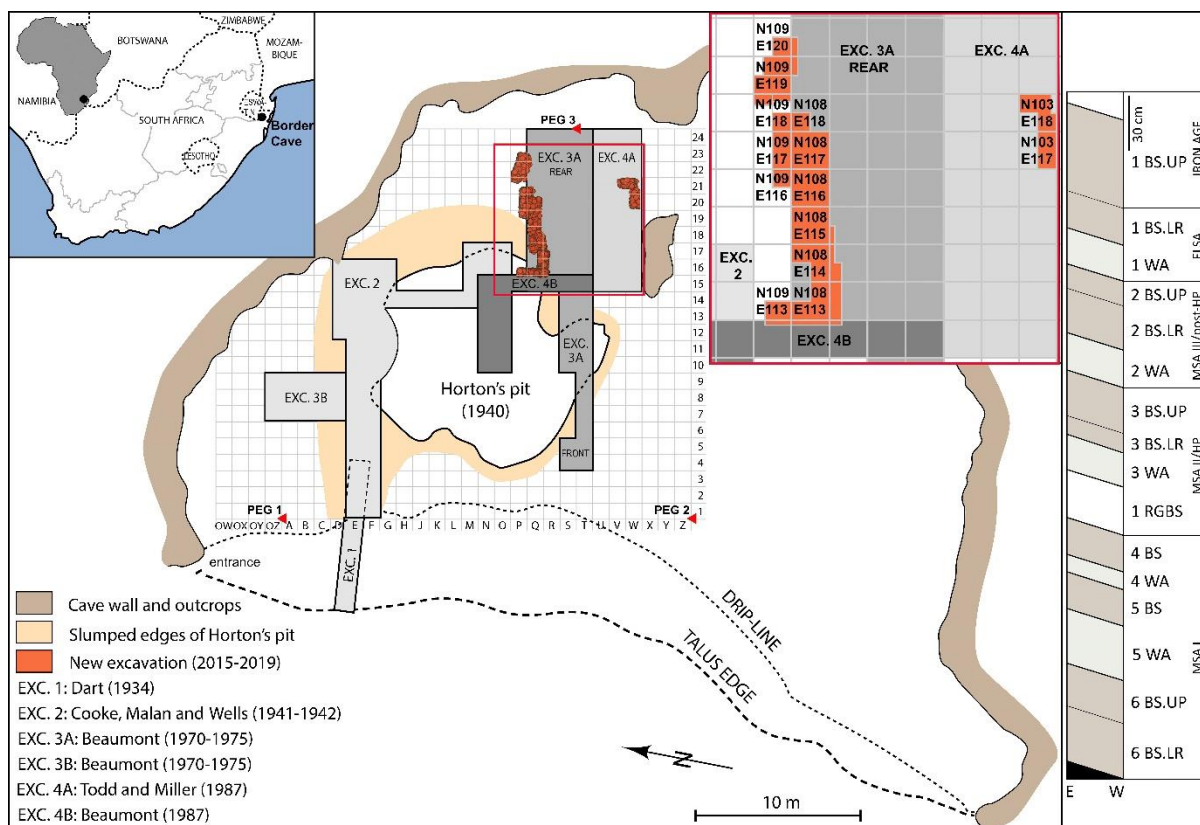 ZIMBABWE
BOTSWANA
MOZAM-
BIQUE
NAMIBIA
SOUTH AFRICA
Border
Cave
LESOTHO
PEG 3
EXC. 3A
REAR
EXC. 4A
EXC. 2
EXC. 4B
EXC. 3A
FRONT
EXC. 3B
Horton's pit
(1940)
24
23
22
21
20
19
18
17
16
15
14
13
12
11
10
9
8
7
6
5
4
3
2
1
PEG 1
PEG 2
OW OX OY OZ A B C D E F G H J K L M N O P Q R S T U V W X Y Z
entrance
EXC. 1
DRIP-LINE
TALUS EDGE
Cave wall and outcrops
Slumped edges of Horton's pit
New excavation (2015-2019)
EXC. 1: Dart (1934)
EXC. 2: Cooke, Malan and Wells (1941-1942)
EXC. 3A: Beaumont (1970-1975)
EXC. 3B: Beaumont (1970-1975)
EXC. 4A: Todd and Miller (1987)
EXC. 4B: Beaumont (1987)
N
10 m
N109
E120
N109
E119
N109 N108
E118 E118
N109 N108
E117 E117
N109 N108
E116 E116
N108
E115
N108
E114
N109 N108
E113 E113
EXC. 3A
REAR
EXC. 4A
N103
E118
N103
E117
EXC.
2
EXC. 4B
30 cm
1 BS.UP
1 BS.LR
1 WA
2 BS.UP
2 BS.LR
2 WA
3 BS.UP
3 BS.LR
3 WA
1 RGBS
4 BS
4 WA
5 BS
5 WA
6 BS.UP
6 BS.LR
IRON AGE
ELSA
MSA III/post-HP
MSA II/HP
MSA I
E W